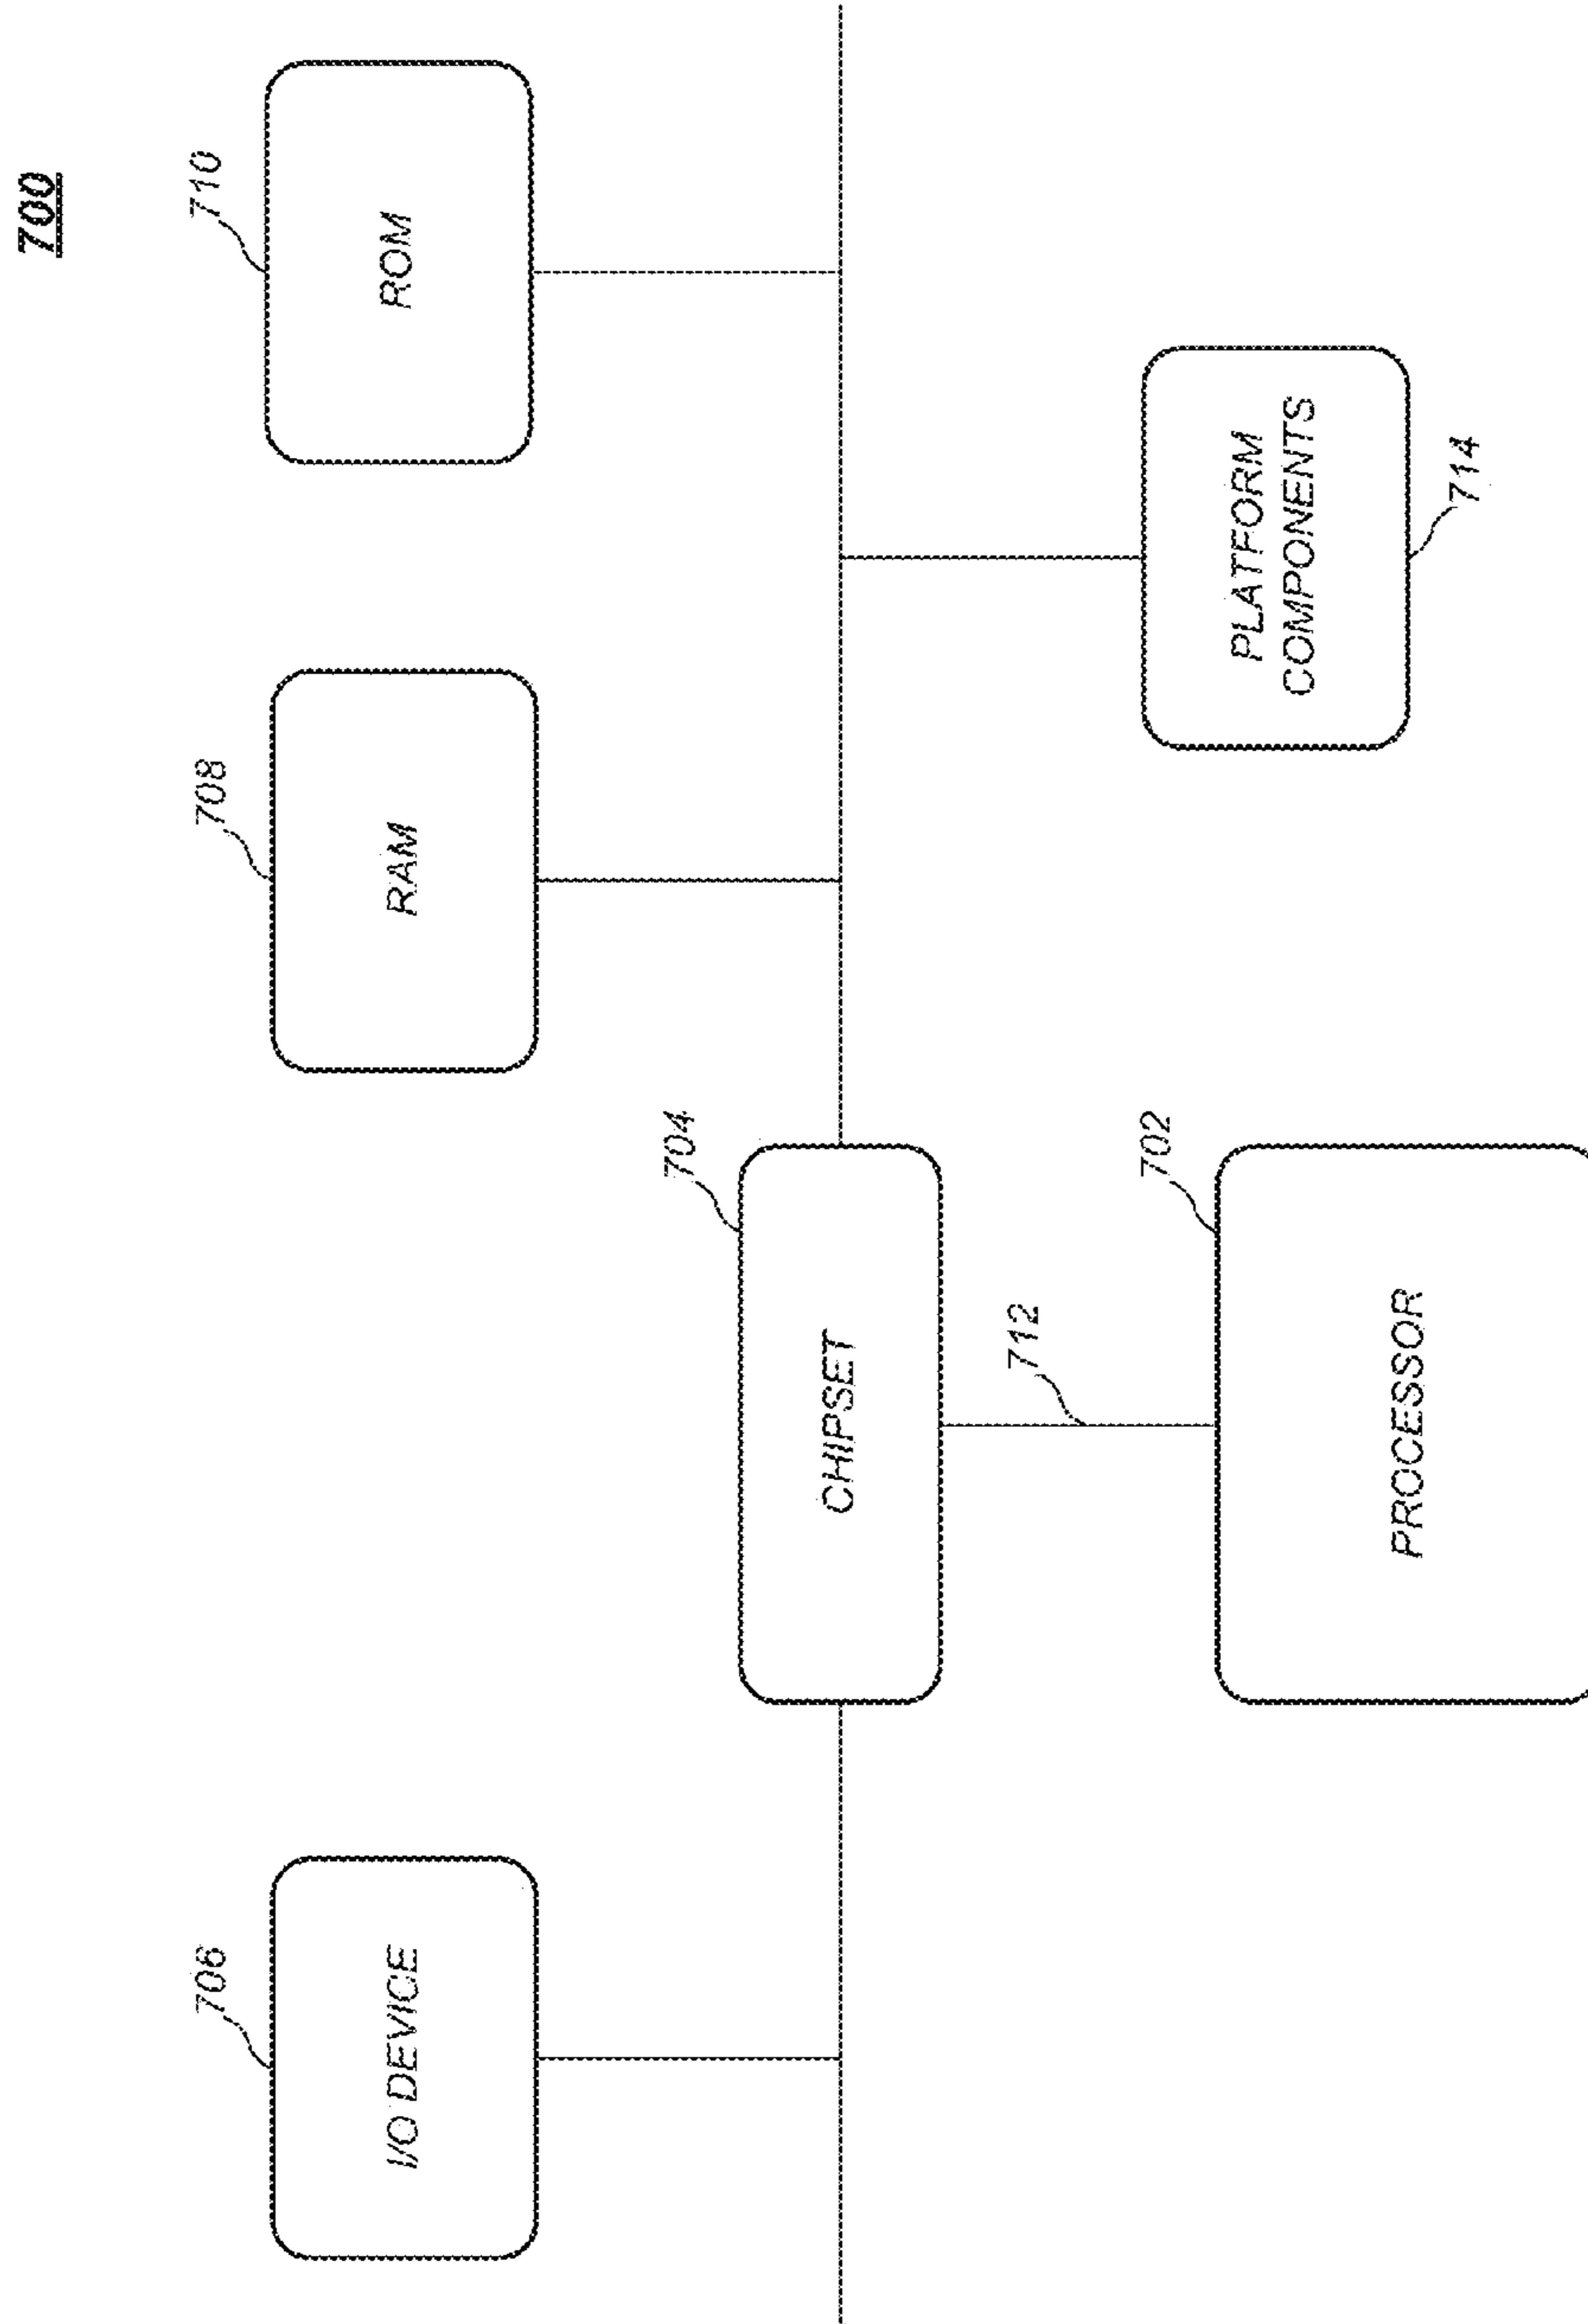 700
706
I/O DEVICE
708
RAM
710
ROM
704
CHIPSET
712
702
PROCESSOR
PLATFORM
COMPONENTS
714